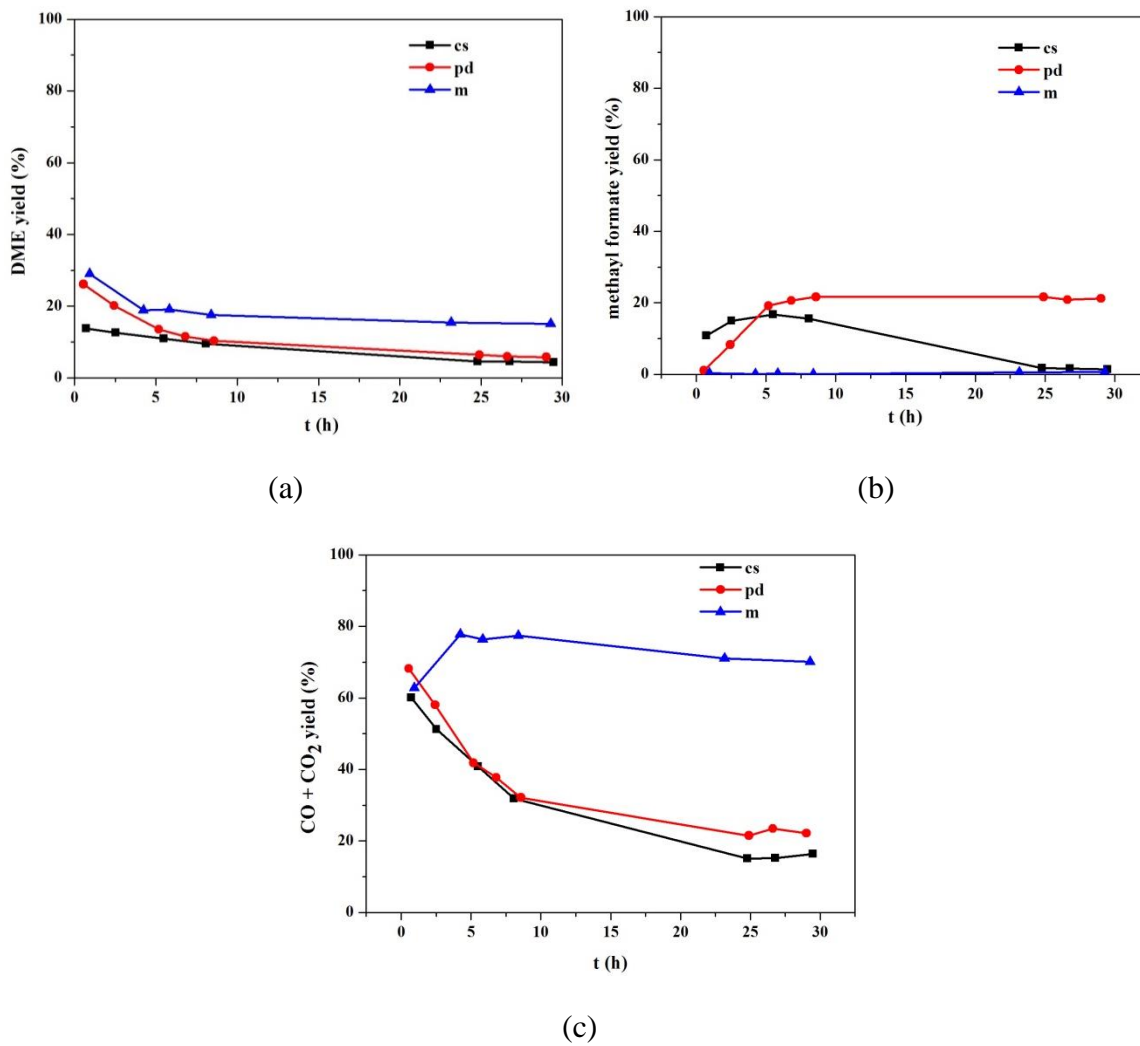 100
80
60
40
20
0
DME yield (%)
cs
pd
m
0 5 10 15 20 25 30
t (h)
(a)
100
80
60
40
20
0
methayl formate yield (%)
cs
pd
m
0 5 10 15 20 25 30
t (h)
(b)
100
80
60
40
20
0
CO + CO2 yield (%)
cs
pd
m
0 5 10 15 20 25 30
t (h)
(c)